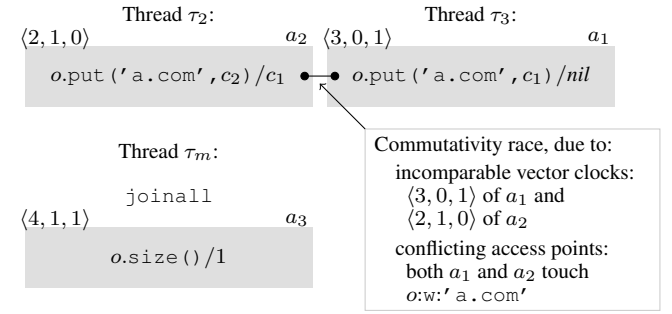 Thread τ2: Thread τ3:
⟨2, 1, 0⟩ a2 ⟨3, 0, 1⟩ a1
o.put('a.com',c2)/c1 o.put('a.com',c1)/nil
Thread τm:
joinall
⟨4, 1, 1⟩ a3
o.size()/1
Commutativity race, due to:
incomparable vector clocks:
⟨3, 0, 1⟩ of a1 and
⟨2, 1, 0⟩ of a2
conflicting access points:
both a1 and a2 touch
o:w:'a.com'